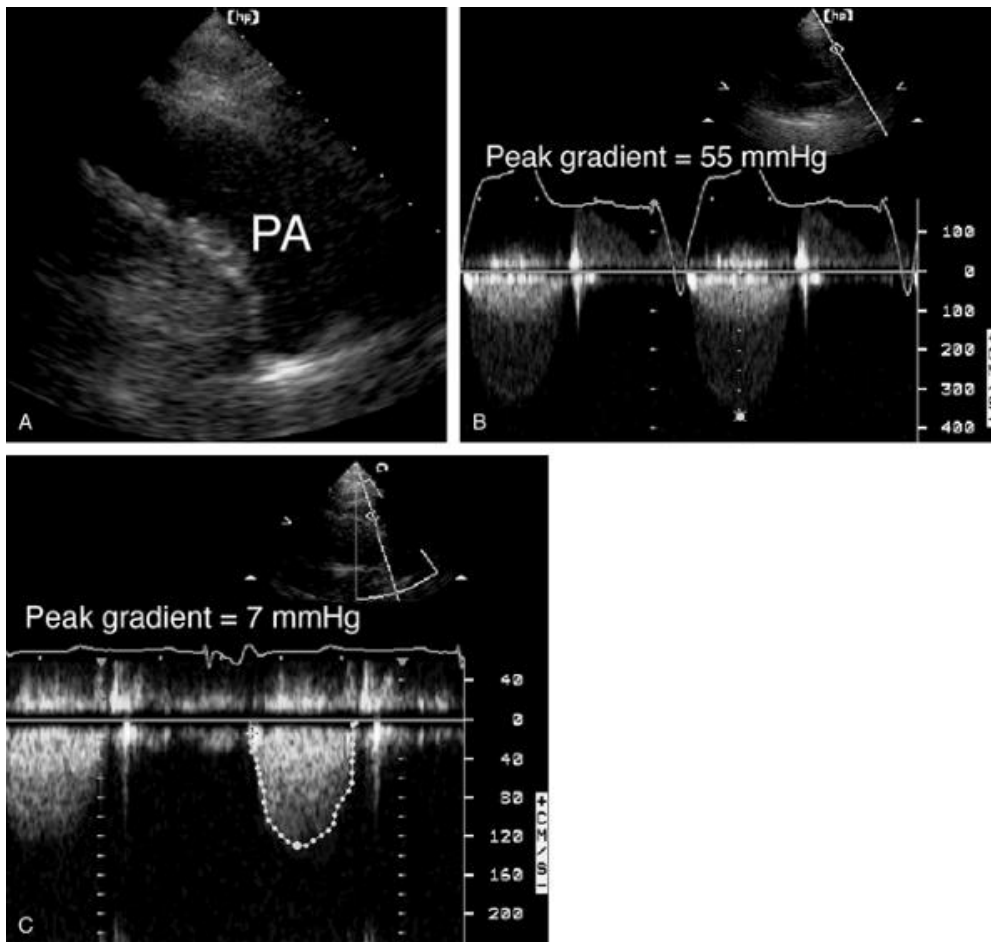 [hp]
PA
A
[hp]
Peak gradient = 55 mmHg
100
0
100
200
300
400
B
Peak gradient = 7 mmHg
40
0
40
80
120
160
200
+CM/S-
C